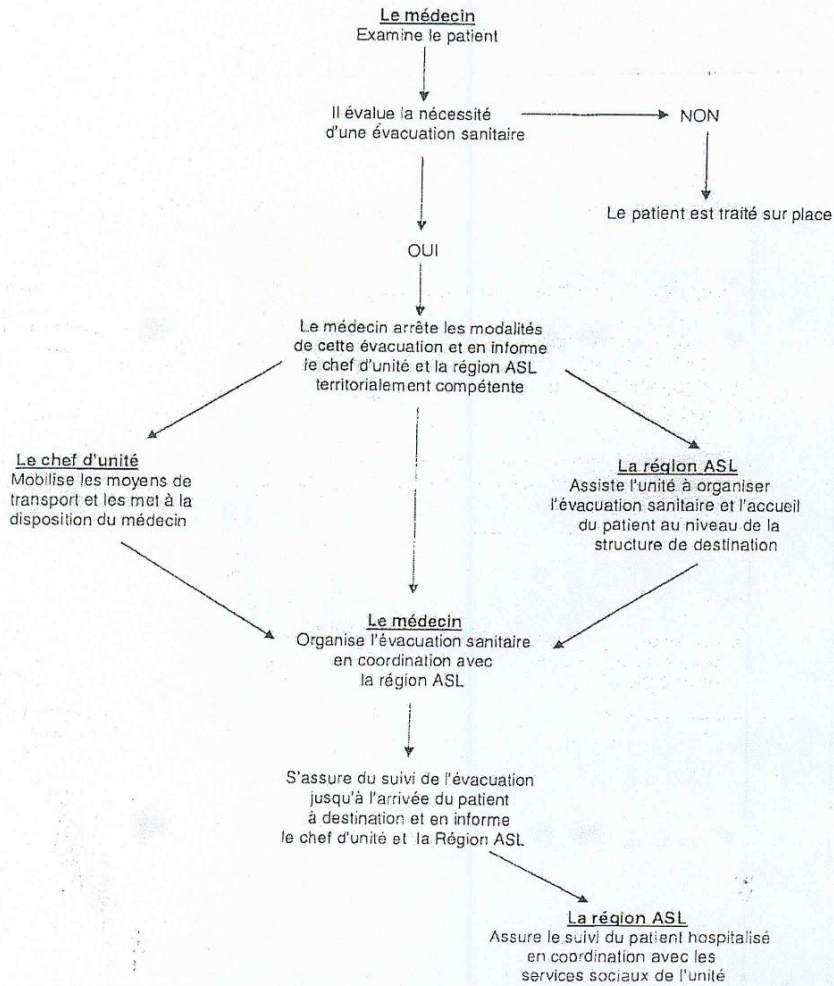 Le médecin
Examine le patient
Il évalue la nécessité
d'une évacuation sanitaire
NON
Le patient est traité sur place
OUI
Le médecin arrête les modalités
de cette évacuation et en informe
le chef d'unité et la région ASL
territorialement compétente
Le chef d'unité
Mobilise les moyens de
transport et les met à la
disposition du médecin
La région ASL
Assiste l'unité à organiser
l'évacuation sanitaire et l'accueil
du patient au niveau de la
structure de destination
Le médecin
Organise l'évacuation sanitaire
en coordination avec
la région ASL
S'assure du suivi de l'évacuation
jusqu'à l'arrivée du patient
à destination et en informe
le chef d'unité et la Région ASL
La région ASL
Assure le suivi du patient hospitalisé
en coordination avec les
services sociaux de l'unité